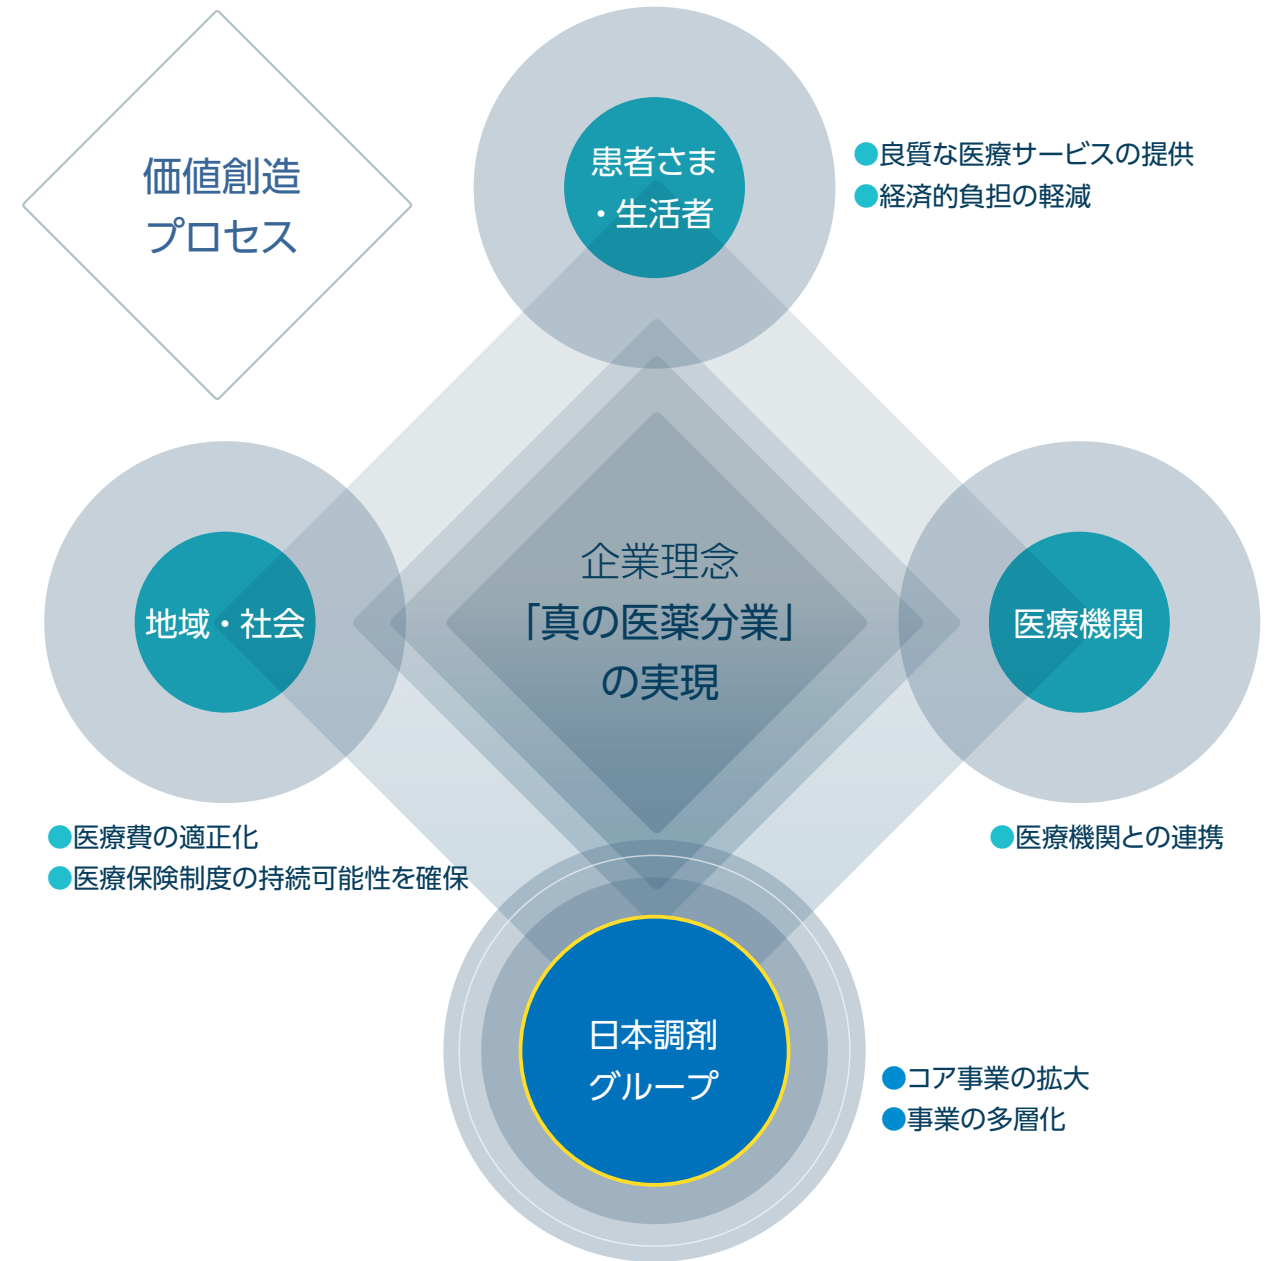 価値創造
プロセス
患者さま
・生活者
●良質な医療サービスの提供
●経済的負担の軽減
企業理念
「真の医薬分業」
の実現
地域・社会
医療機関
●医療費の適正化
●医療保険制度の持続可能性を確保
●医療機関との連携
日本調剤
グループ
●コア事業の拡大
●事業の多層化